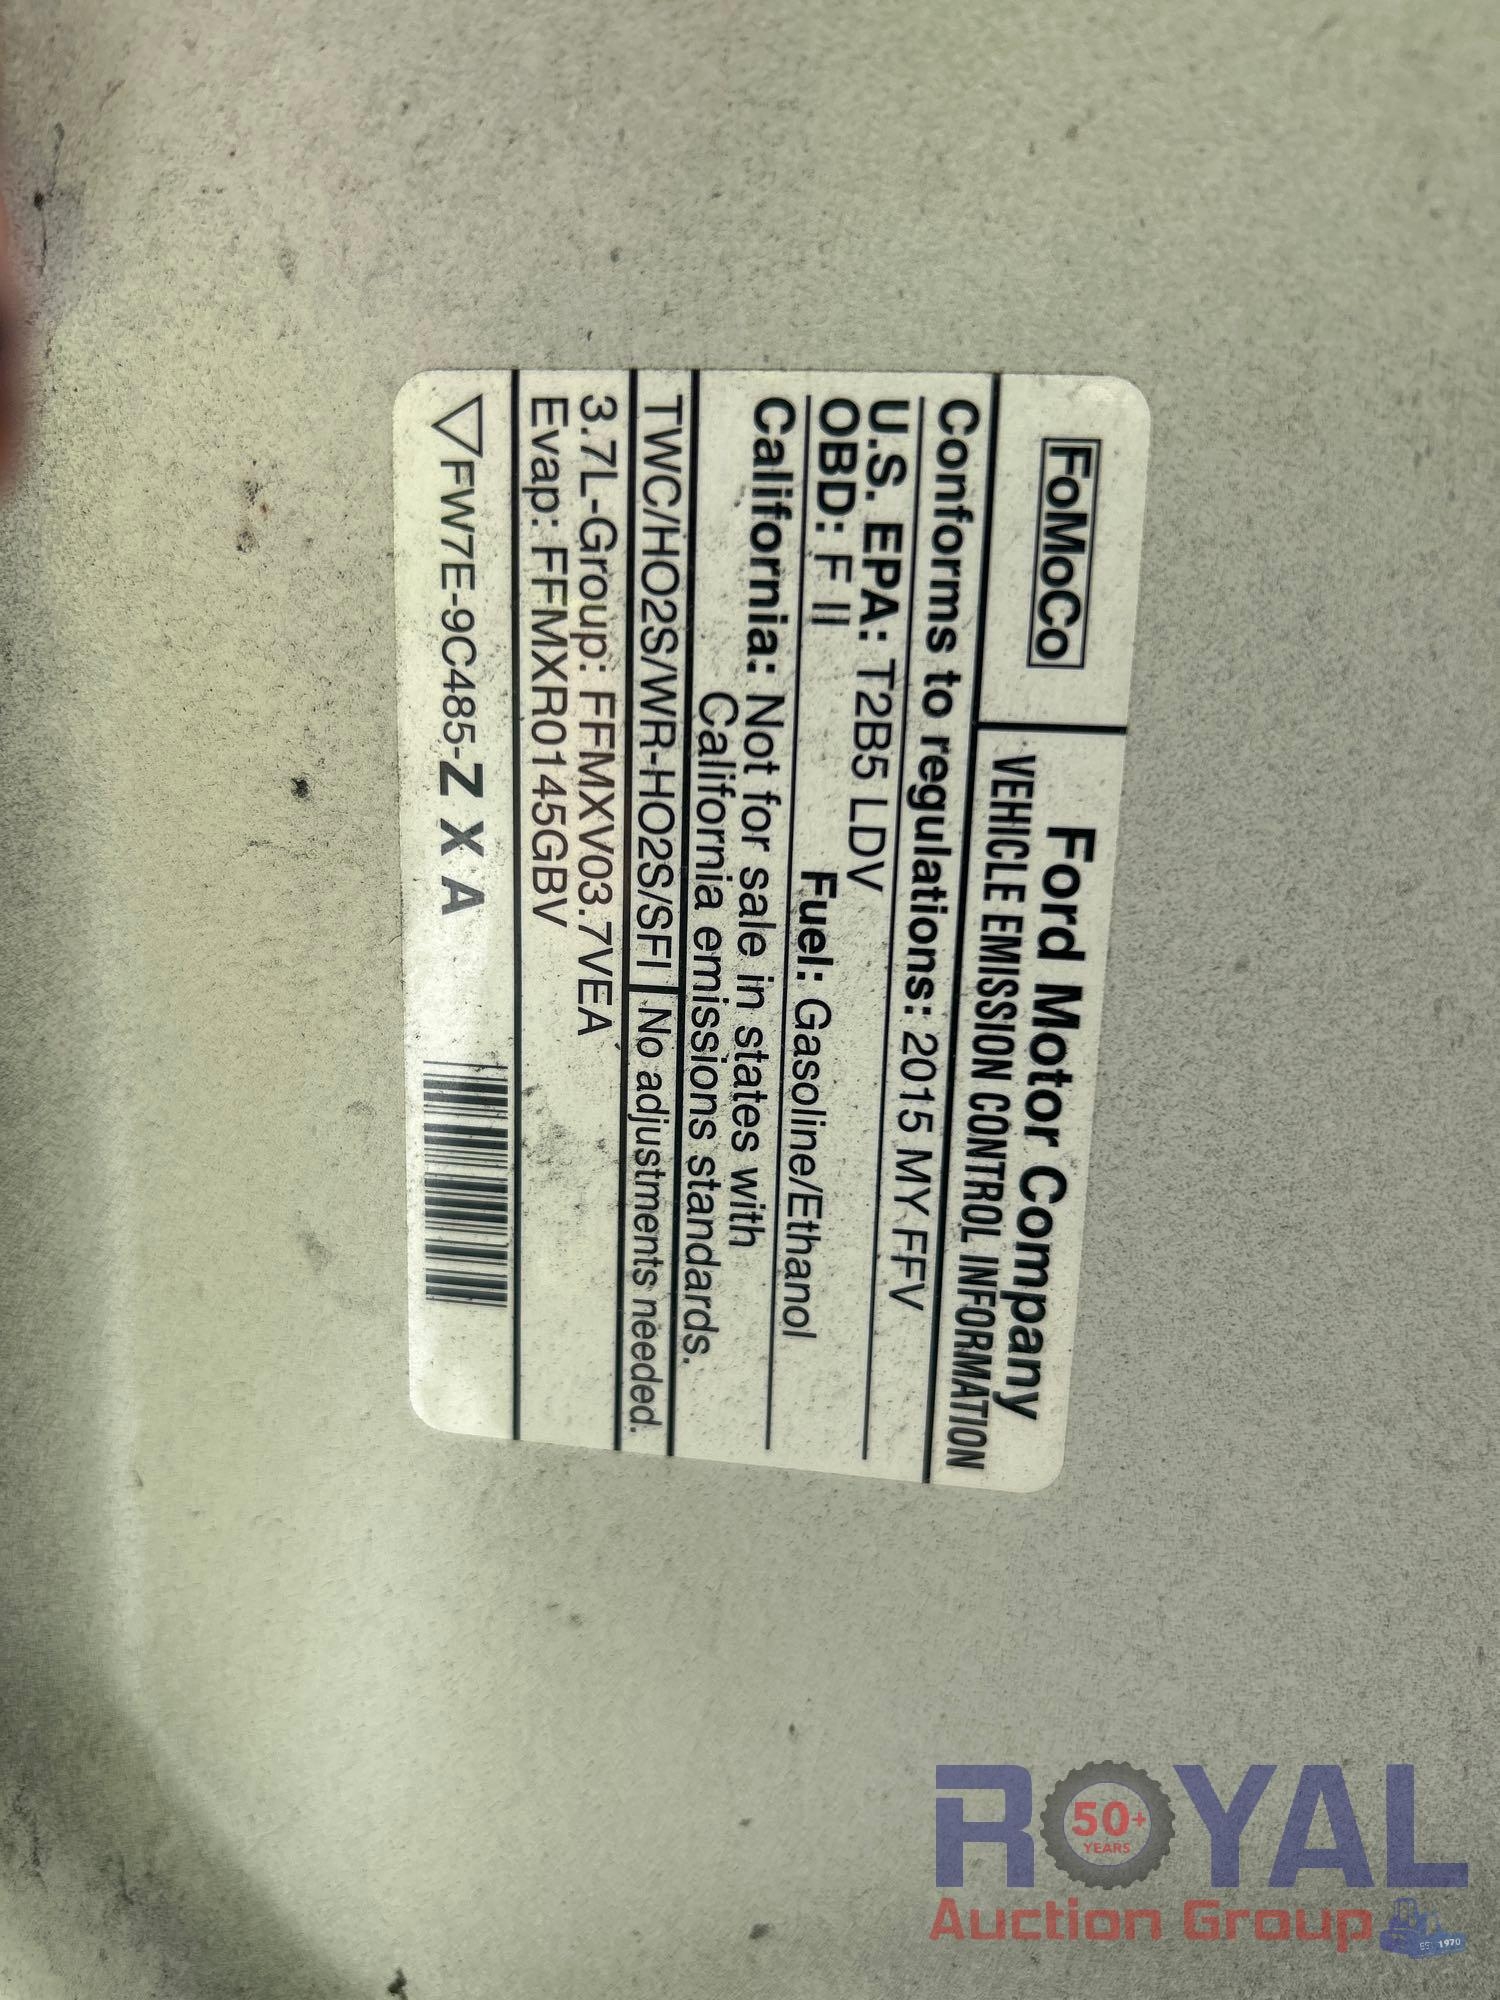 FoMoCo
Ford Motor Company
VEHICLE EMISSION CONTROL INFORMATION
Conforms to regulations: 2015 MY FFV
U.S. EPA: T2B5 LDV
OBD: F II Fuel: Gasoline/Ethanol
California: Not for sale in states with
California emissions standards.
TWC/HO2S/WR-HO2S/SFI No adjustments needed.
3.7L-Group: FFMXV03.7VEA
Evap: FFMXR0145GBV
FW7E-9C485-Z X A
ROYAL
50+
YEARS
Auction Group
EST 1970